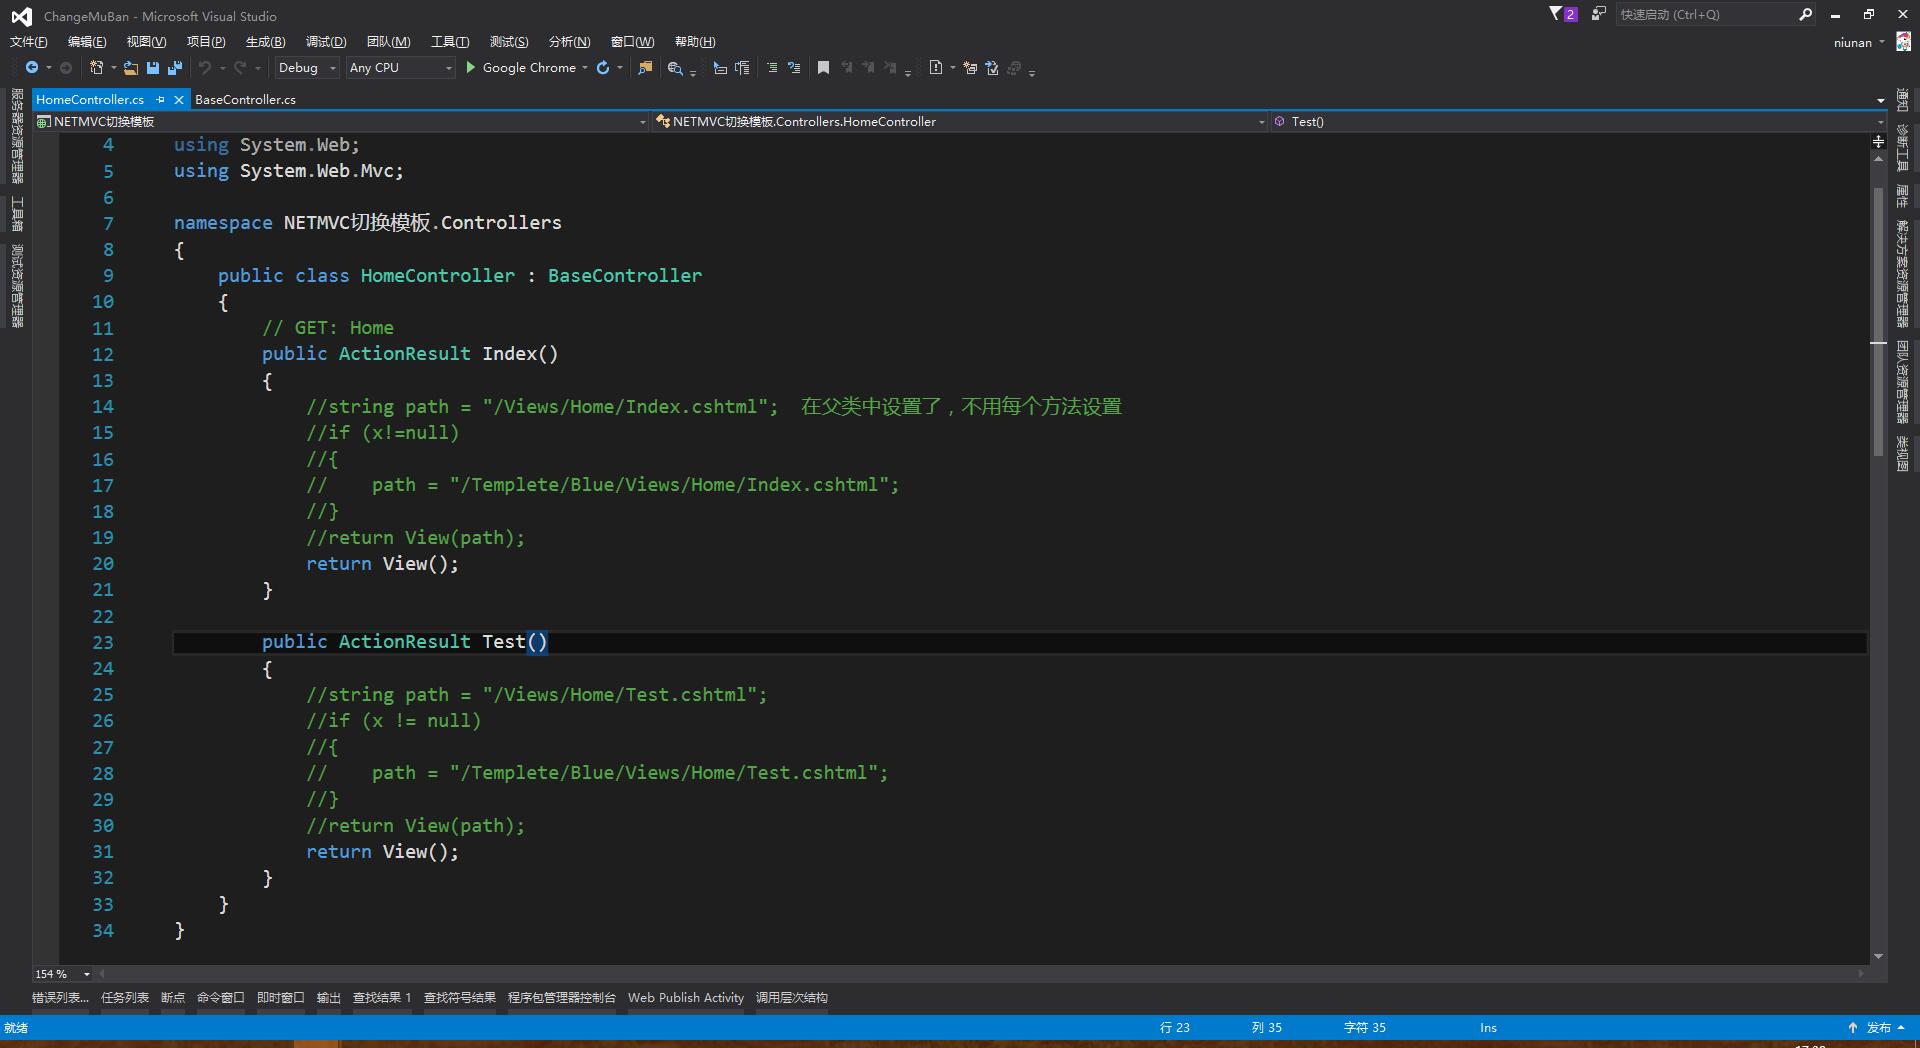 ChangeMuBan - Microsoft Visual Studio
2
快速启动 (Ctrl+Q)
文件(F) 编辑(E) 视图(V) 项目(P) 生成(B) 调试(D) 团队(M) 工具(T) 测试(S) 分析(N) 窗口(W) 帮助(H)
niunan
Debug Any CPU Google Chrome
HomeController.cs BaseController.cs
NETMVC切换模板 NETMVC切换模板.Controllers.HomeController Test()
服务器资源管理器
工具箱
测试资源管理器
4 using System.Web;
5 using System.Web.Mvc;
6
7 namespace NETMVC切换模板.Controllers
8 {
9 public class HomeController : BaseController
10 {
11 // GET: Home
12 public ActionResult Index()
13 {
14 //string path = "/Views/Home/Index.cshtml"; 在父类中设置了，不用每个方法设置
15 //if (x!=null)
16 //{
17 // path = "/Templete/Blue/Views/Home/Index.cshtml";
18 //}
19 //return View(path);
20 return View();
21 }
22
23 public ActionResult Test()
24 {
25 //string path = "/Views/Home/Test.cshtml";
26 //if (x != null)
27 //{
28 // path = "/Templete/Blue/Views/Home/Test.cshtml";
29 //}
30 //return View(path);
31 return View();
32 }
33 }
34 }
通知
诊断工具
属性
解决方案资源管理器
团队资源管理器
类视图
154 %
错误列表... 任务列表 断点 命令窗口 即时窗口 输出 查找结果 1 查找符号结果 程序包管理器控制台 Web Publish Activity 调用层次结构
就绪 行 23 列 35 字符 35 Ins 发布